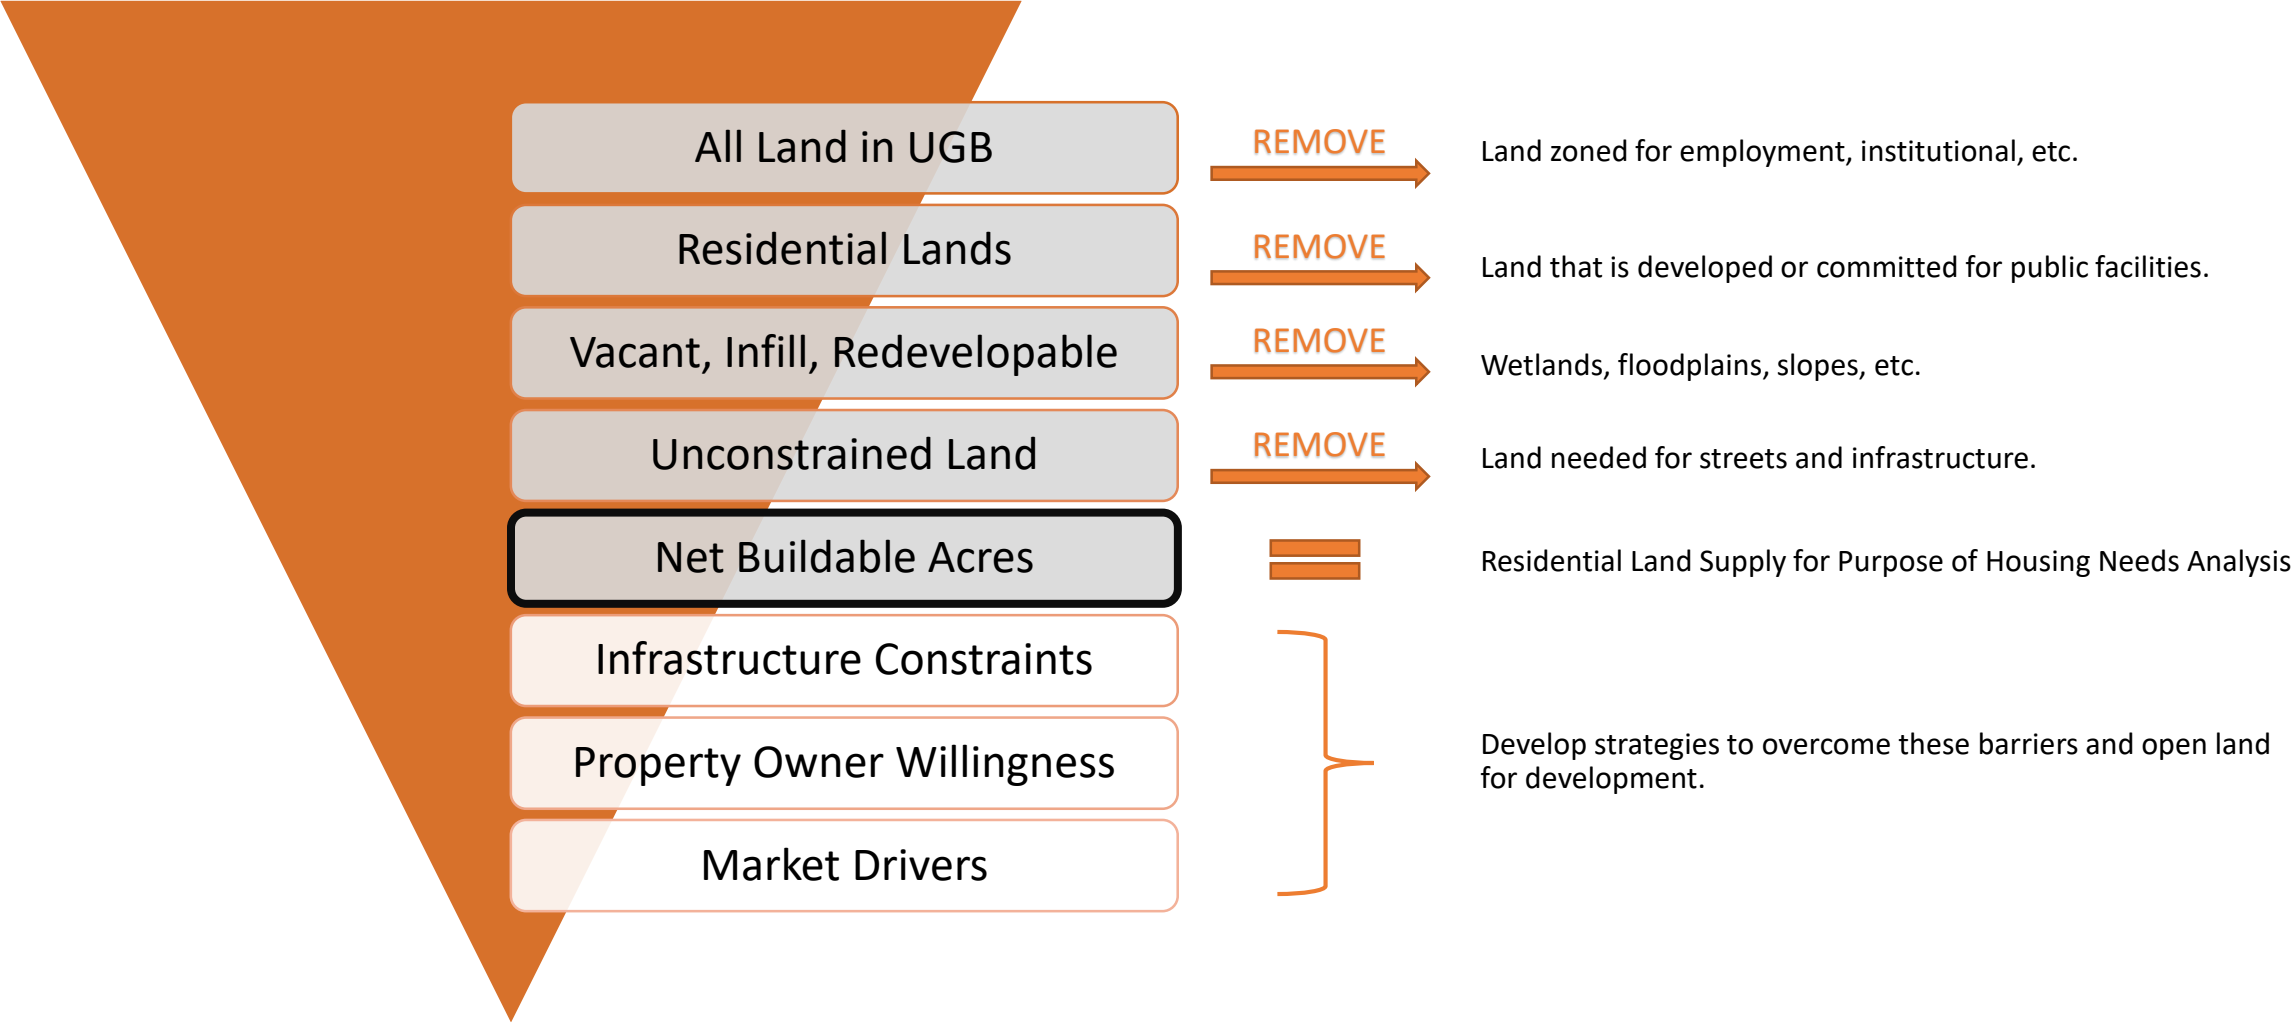 All Land in UGB
REMOVE
Land zoned for employment, institutional, etc.
Residential Lands
REMOVE
Land that is developed or committed for public facilities.
Vacant, Infill, Redevelopable
REMOVE
Wetlands, floodplains, slopes, etc.
Unconstrained Land
REMOVE
Land needed for streets and infrastructure.
Net Buildable Acres
Residential Land Supply for Purpose of Housing Needs Analysis
Infrastructure Constraints
Property Owner Willingness
Market Drivers
Develop strategies to overcome these barriers and open land
for development.